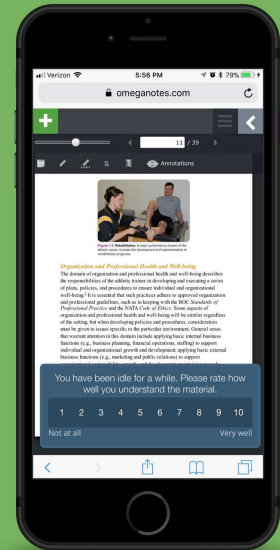 Verizon 5:56 PM 79%
omeganotes.com
11 / 39
Annotations
Figure 1.2 Rehabilitation. A major performance domain of the
athletic trainer includes the development and implementation of
rehabilitation programs.
Organization and Professional Health and Well-being
The domain of organization and professional health and well-being describes
the responsibilities of the athletic trainer in developing and executing a series
of plans, policies, and procedures to ensure individual and organizational
well-being.³ It is essential that such practices adhere to approved organization
and professional guidelines, such as in keeping with the BOC Standards of
Professional Practice and the NATA Code of Ethics. Some aspects of
organization and professional health and well-being will be similar regardless
of the setting, but when developing policies and procedures, consideration
must be given to issues specific to the particular environment. General areas
that warrant attention in this domain include applying basic internal business
functions (e.g., business planning, financial operations, staffing) to support
individual and organizational growth and development; applying basic external
business functions (e.g., marketing and public relations) to support
You have been idle for a while. Please rate how
well you understand the material.
1 2 3 4 5 6 7 8 9 10
Not at all Very well